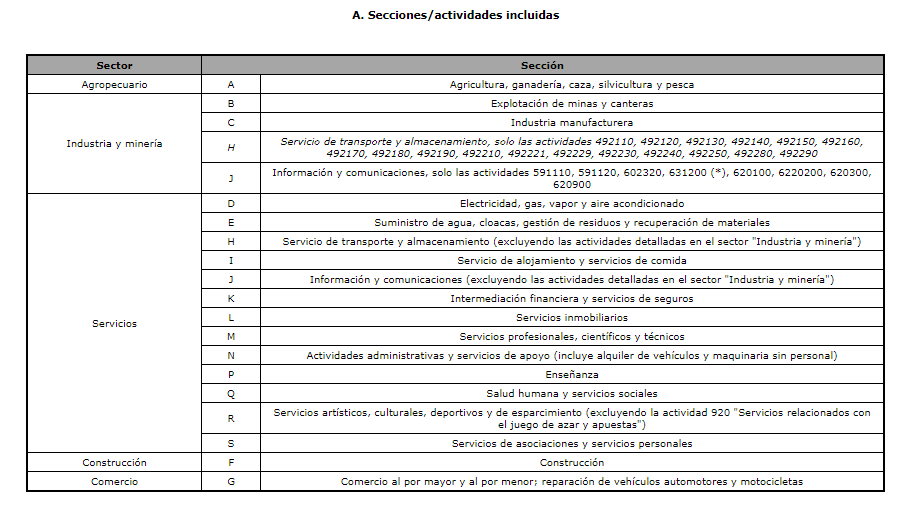 A. Secciones/actividades incluidas
Sector Sección
Agropecuario A Agricultura, ganadería, caza, silvicultura y pesca
Industria y minería
B Explotación de minas y canteras
C Industria manufacturera
H Servicio de transporte y almacenamiento, solo las actividades 492110, 492120, 492130, 492140, 492150, 492160,
492170, 492180, 492190, 492210, 492221, 492229, 492230, 492240, 492250, 492280, 492290
J Información y comunicaciones, solo las actividades 591110, 591120, 602320, 631200 (*), 620100, 6220200, 620300,
620900
Servicios
D Electricidad, gas, vapor y aire acondicionado
E Suministro de agua, cloacas, gestión de residuos y recuperación de materiales
H Servicio de transporte y almacenamiento (excluyendo las actividades detalladas en el sector "Industria y minería")
I Servicio de alojamiento y servicios de comida
J Información y comunicaciones (excluyendo las actividades detalladas en el sector "Industria y minería")
K Intermediación financiera y servicios de seguros
L Servicios inmobiliarios
M Servicios profesionales, científicos y técnicos
N Actividades administrativas y servicios de apoyo (incluye alquiler de vehículos y maquinaria sin personal)
P Enseñanza
Q Salud humana y servicios sociales
R Servicios artísticos, culturales, deportivos y de esparcimiento (excluyendo la actividad 920 "Servicios relacionados con
el juego de azar y apuestas")
S Servicios de asociaciones y servicios personales
Construcción F Construcción
Comercio G Comercio al por mayor y al por menor; reparación de vehículos automotores y motocicletas